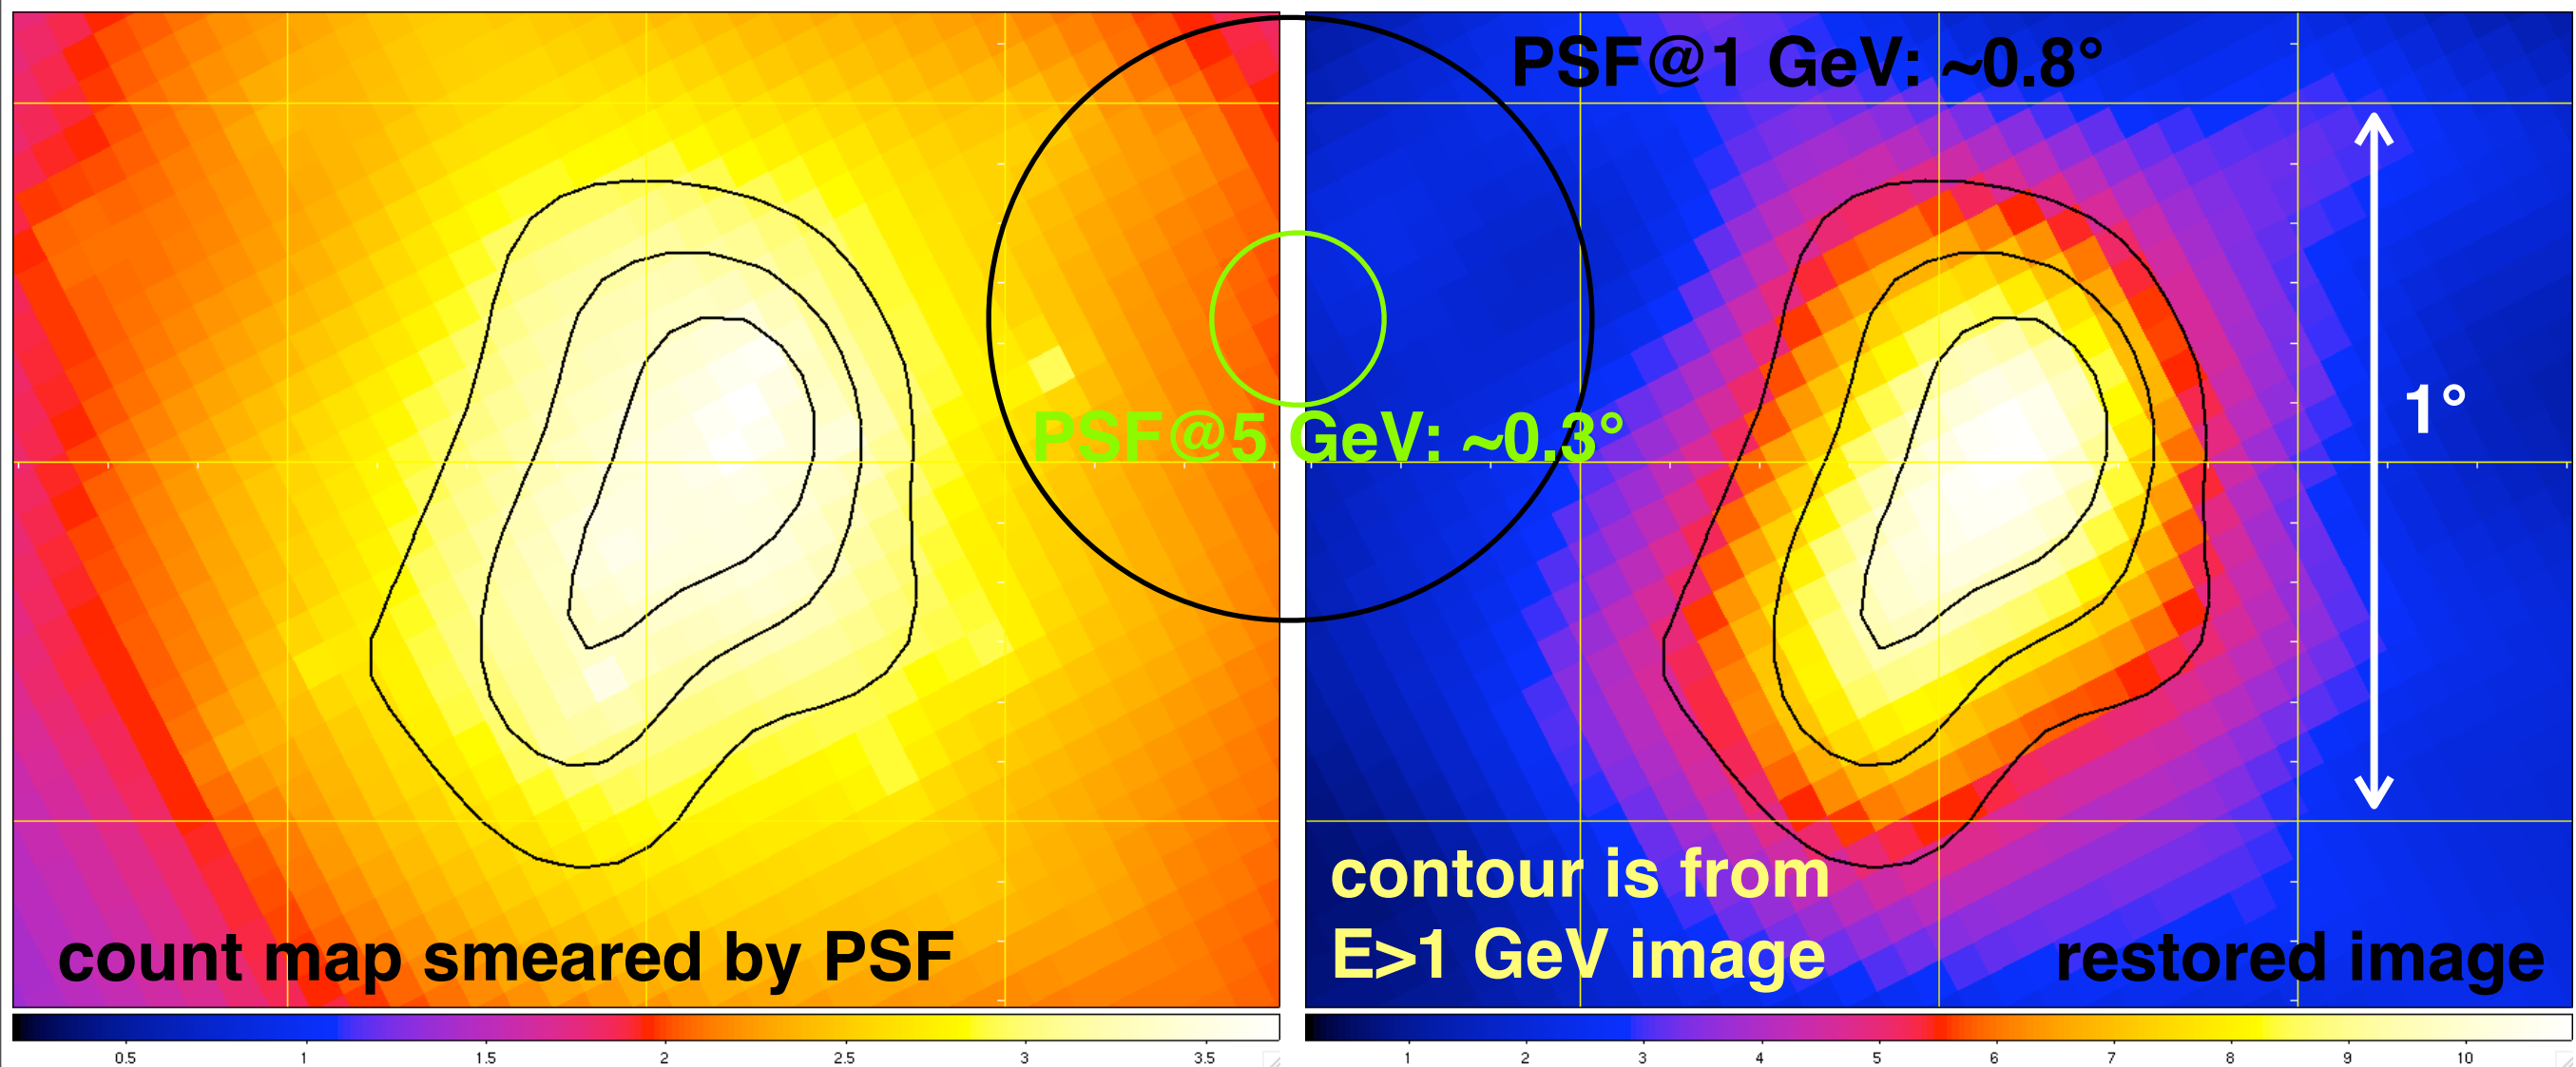 PSF@1 GeV: ~0.8°
1°
PSF@5 GeV: ~0.3°
contour is from
E>1 GeV image
count map smeared by PSF
restored image
0.5 1 1.5 2 2.5 3 3.5
1 2 3 4 5 6 7 8 9 10